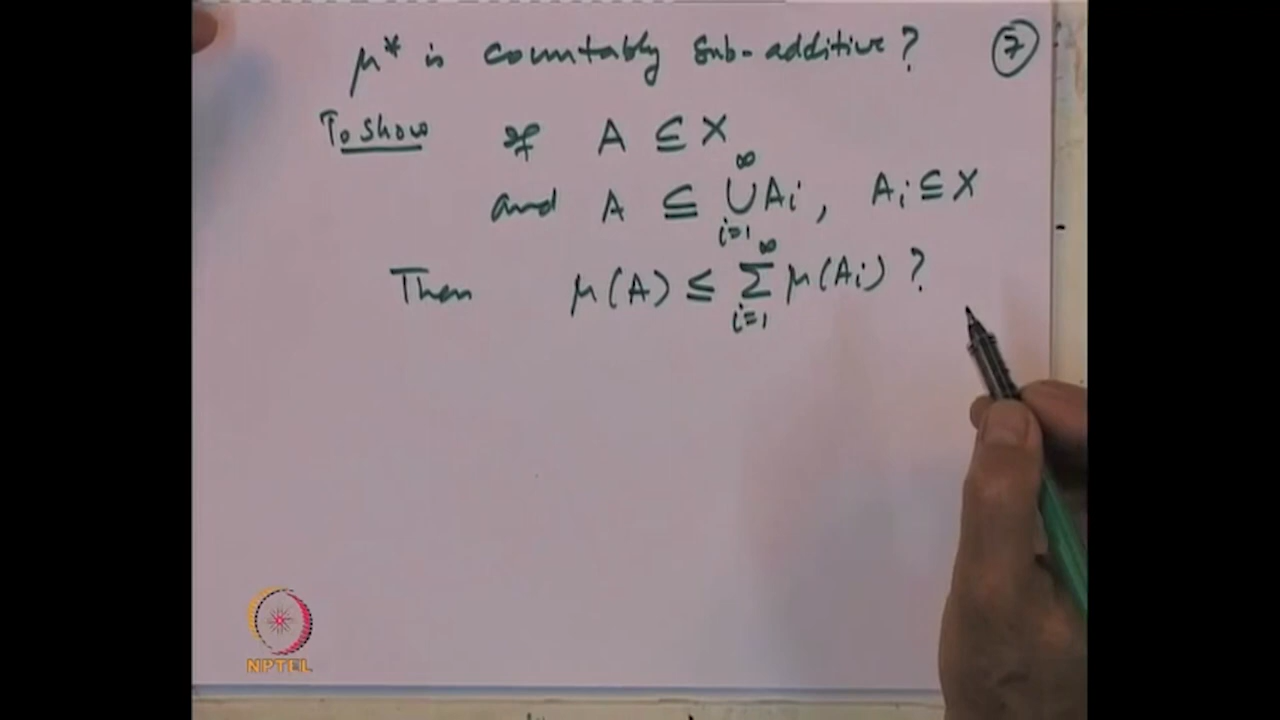 μ* is countably sub-additive? ⑦
To show If A ⊆ X
and A ⊆ ⋃_{i=1}^{∞} Ai, Ai ⊆ X
Then μ(A) ≤ ∑_{i=1}^{∞} μ(Ai) ?
NPTEL